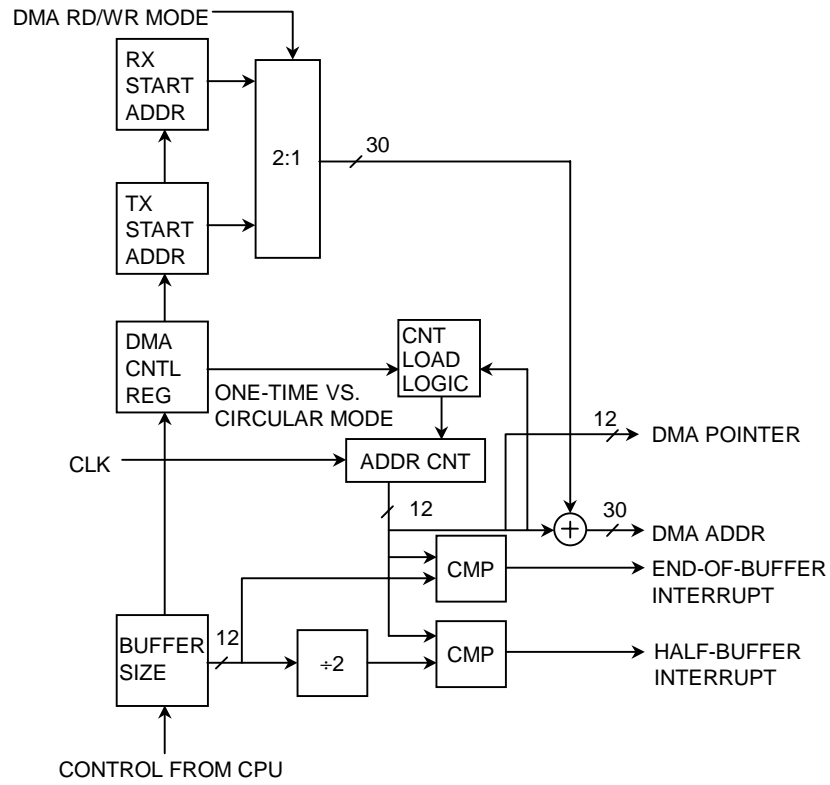 DMA RD/WR MODE
RX
START
ADDR
2:1
30
TX
START
ADDR
DMA
CNTL
REG
CNT
LOAD
LOGIC
ONE-TIME VS.
CIRCULAR MODE
12
DMA POINTER
CLK
ADDR CNT
12
+
30
DMA ADDR
CMP
END-OF-BUFFER
INTERRUPT
BUFFER
SIZE
12
÷2
CMP
HALF-BUFFER
INTERRUPT
CONTROL FROM CPU